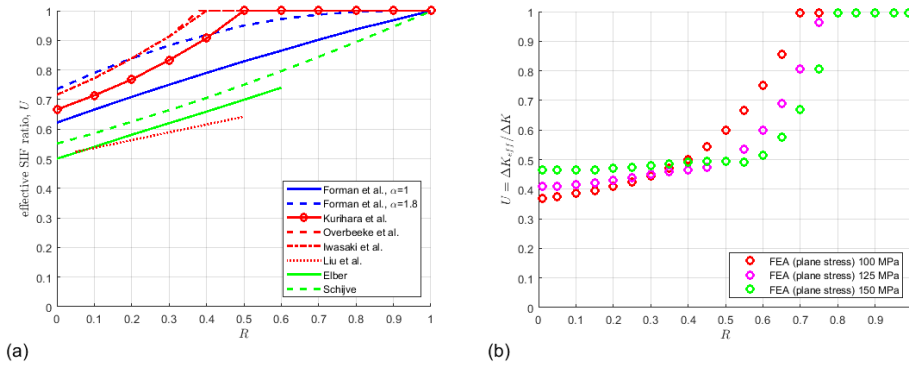 effective SIF ratio, U
1
0.9
0.8
0.7
0.6
0.5
0.4
0.3
0.2
0.1
0
Forman et al., α=1
Forman et al., α=1.8
Kurihara et al.
Overbeeke et al.
Iwasaki et al.
Liu et al.
Elber
Schijve
0 0.1 0.2 0.3 0.4 0.5 0.6 0.7 0.8 0.9 1
R
(a)
U = ΔK_eff/ΔK
1
0.9
0.8
0.7
0.6
0.5
0.4
0.3
0.2
0.1
0
FEA (plane stress) 100 MPa
FEA (plane stress) 125 MPa
FEA (plane stress) 150 MPa
0 0.1 0.2 0.3 0.4 0.5 0.6 0.7 0.8 0.9
R
(b)